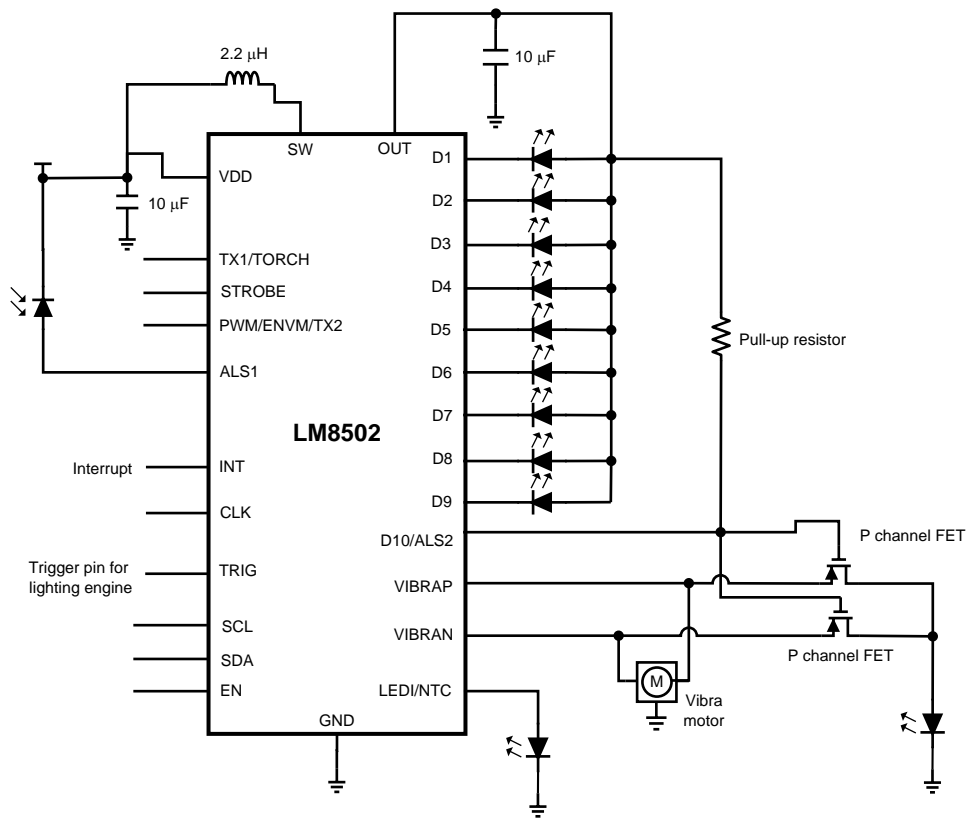 2.2 μH
10 μF
SW
OUT
D1
VDD
D2
10 μF
D3
TX1/TORCH
D4
STROBE
PWM/ENVM/TX2
D5
Pull-up resistor
ALS1
D6
D7
LM8502
D8
Interrupt
INT
D9
CLK
D10/ALS2
P channel FET
Trigger pin for
lighting engine
TRIG
VIBRAP
SCL
VIBRAN
P channel FET
SDA
EN
LEDI/NTC
M
Vibra
motor
GND